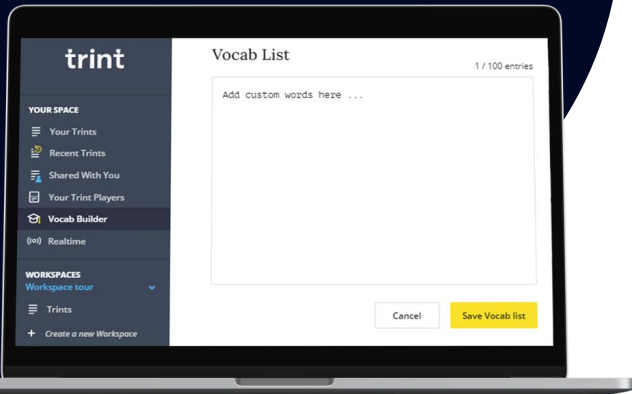 trint
YOUR SPACE
Your Trints
Recent Trints
Shared With You
Your Trint Players
Vocab Builder
Realtime
WORKSPACES
Workspace tour
Trints
+ Create a new Workspace
Vocab List
1 / 100 entries
Add custom words here ...
Cancel
Save Vocab list